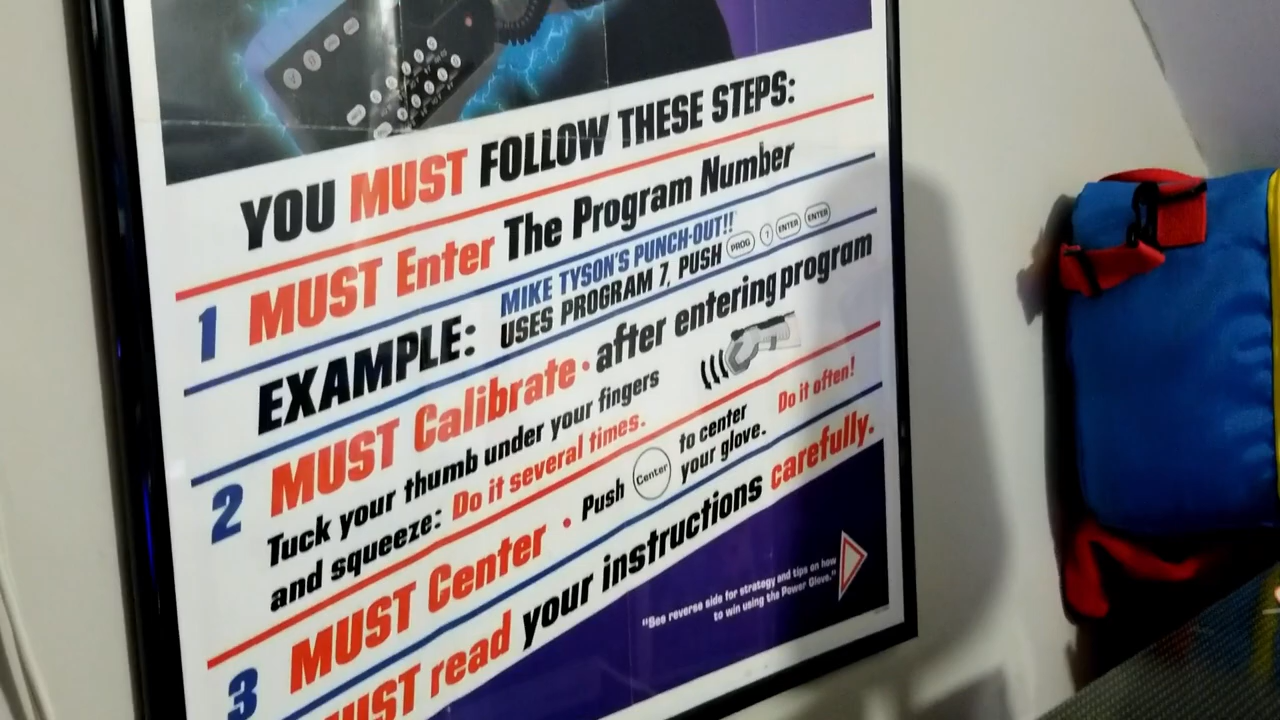 YOU MUST FOLLOW THESE STEPS:
1 MUST Enter The Program Number
EXAMPLE: MIKE TYSON'S PUNCH-OUT!!
USES PROGRAM 7, PUSH PROG 7 ENTER ENTER
2 MUST Calibrate • after entering program
Tuck your thumb under your fingers
and squeeze: Do it several times.
3 MUST Center • Push Center to center
your glove. Do it often!
MUST read your instructions carefully.
"See reverse side for strategy and tips on how
to win using the Power Glove."